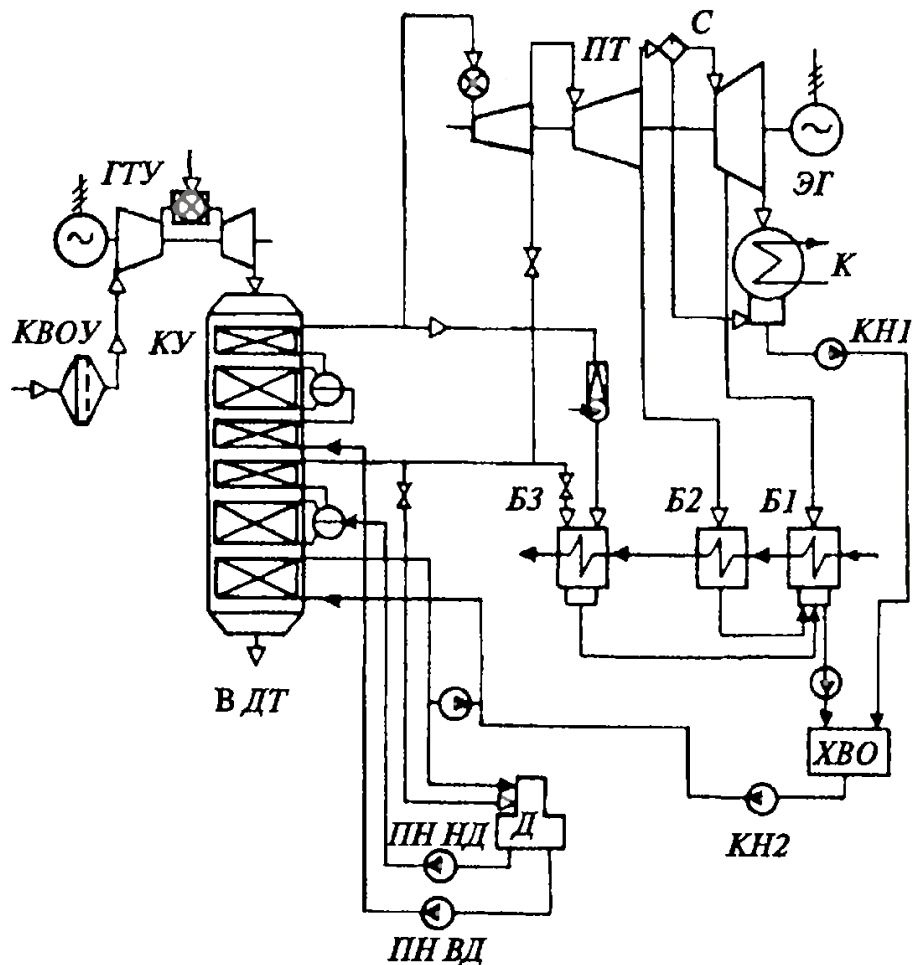 С
ПТ
ЭГ
ГТУ
К
КВОУ
КУ
КН1
Б3
Б2
Б1
В ДТ
ХВО
Д
ПН НД
КН2
ПН ВД